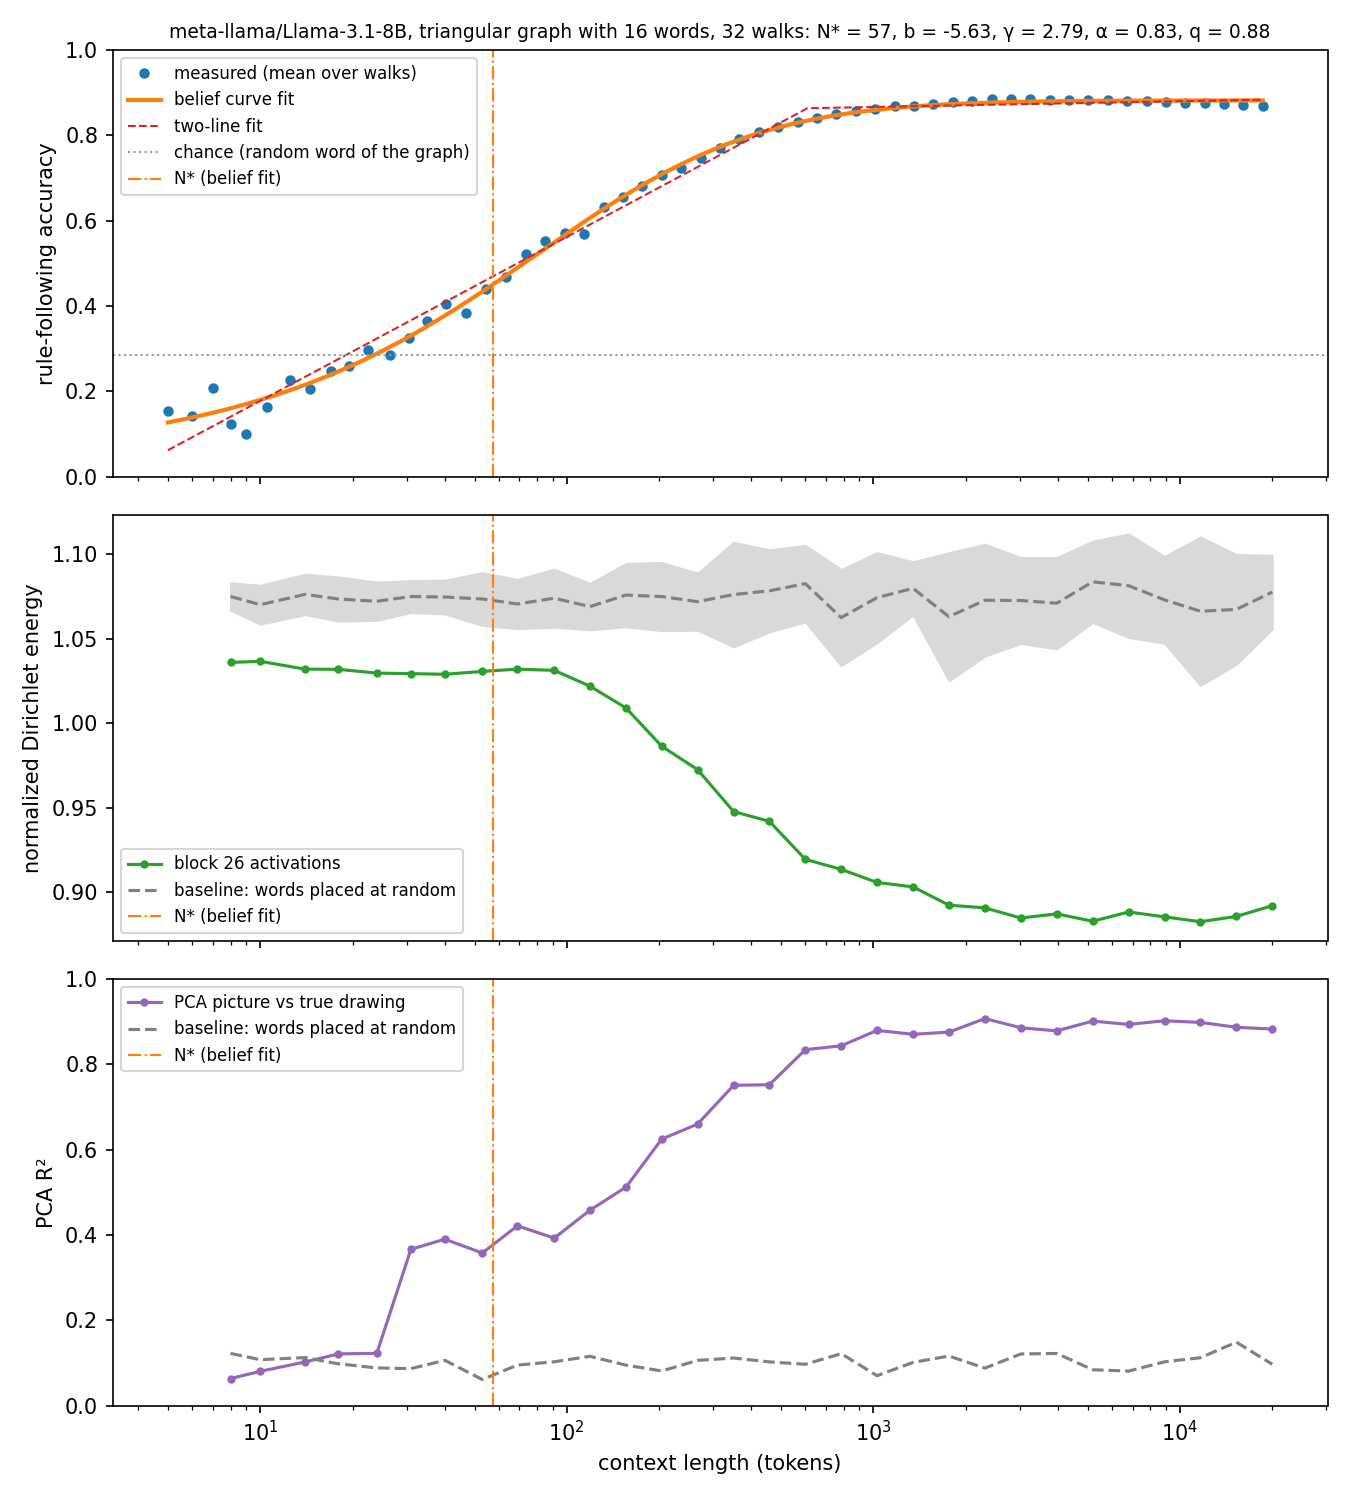 meta-llama/Llama-3.1-8B, triangular graph with 16 words, 32 walks: N* = 57, b = -5.63, γ = 2.79, α = 0.83, q = 0.88
1.0
0.8
0.6
0.4
0.2
0.0
rule-following accuracy
measured (mean over walks)
belief curve fit
two-line fit
chance (random word of the graph)
N* (belief fit)
1.10
1.05
1.00
0.95
0.90
normalized Dirichlet energy
block 26 activations
baseline: words placed at random
N* (belief fit)
1.0
0.8
0.6
0.4
0.2
0.0
PCA R²
PCA picture vs true drawing
baseline: words placed at random
N* (belief fit)
10¹ 10² 10³ 10⁴
context length (tokens)